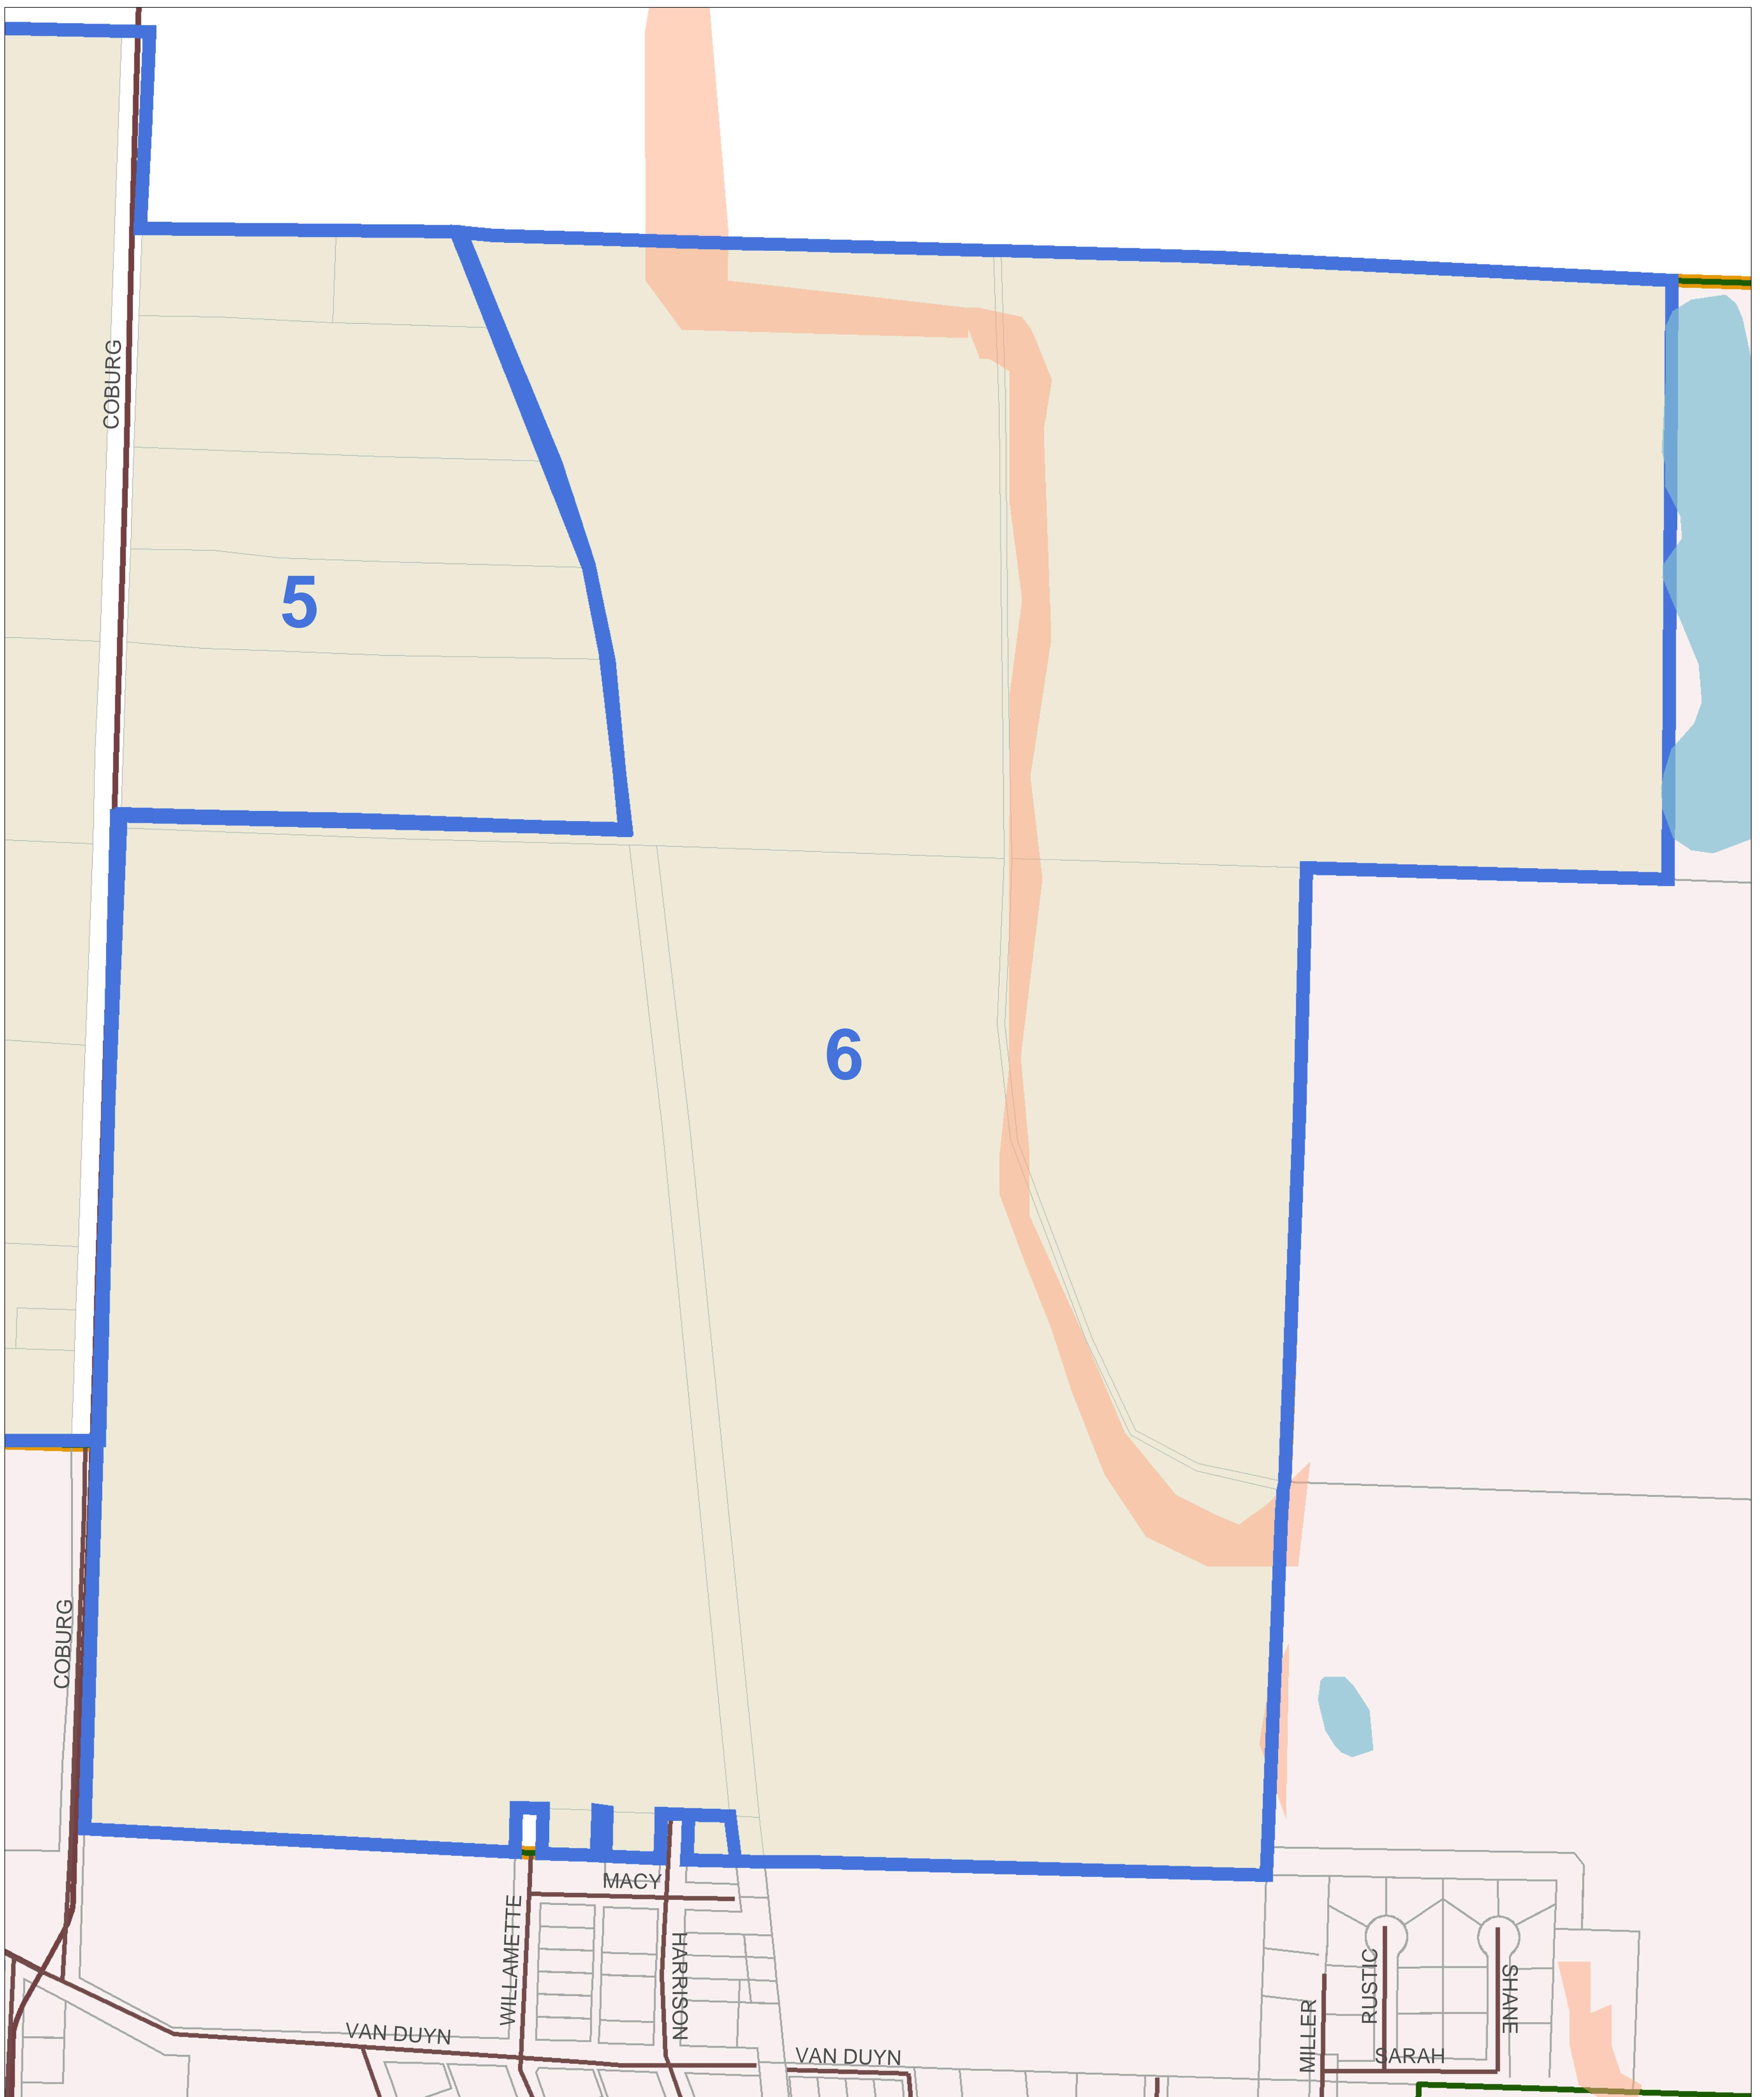 COBURG
5
6
COBURG
MACY
WILLAMETTE
HARRISON
VAN DUYN
VAN DUYN
MILLER
RUSTIC
SHANE
SARAH